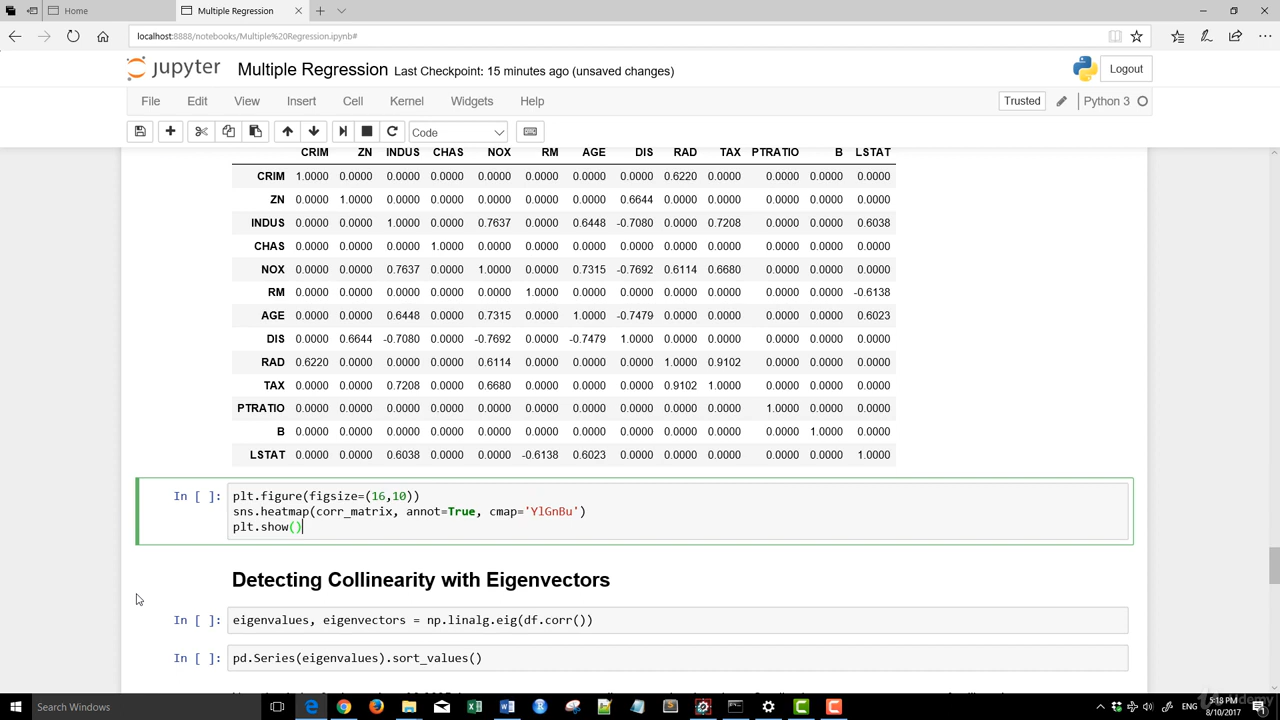 Home
Multiple Regression
localhost:8888/notebooks/Multiple%20Regression.ipynb#
jupyter Multiple Regression Last Checkpoint: 15 minutes ago (unsaved changes) Logout
File Edit View Insert Cell Kernel Widgets Help Trusted Python 3
Code
CRIM ZN INDUS CHAS NOX RM AGE DIS RAD TAX PTRATIO B LSTAT
CRIM 1.0000 0.0000 0.0000 0.0000 0.0000 0.0000 0.0000 0.0000 0.6220 0.0000 0.0000 0.0000 0.0000
ZN 0.0000 1.0000 0.0000 0.0000 0.0000 0.0000 0.0000 0.6644 0.0000 0.0000 0.0000 0.0000 0.0000
INDUS 0.0000 0.0000 1.0000 0.0000 0.7637 0.0000 0.6448 -0.7080 0.0000 0.7208 0.0000 0.0000 0.6038
CHAS 0.0000 0.0000 0.0000 1.0000 0.0000 0.0000 0.0000 0.0000 0.0000 0.0000 0.0000 0.0000 0.0000
NOX 0.0000 0.0000 0.7637 0.0000 1.0000 0.0000 0.7315 -0.7692 0.6114 0.6680 0.0000 0.0000 0.0000
RM 0.0000 0.0000 0.0000 0.0000 0.0000 1.0000 0.0000 0.0000 0.0000 0.0000 0.0000 0.0000 -0.6138
AGE 0.0000 0.0000 0.6448 0.0000 0.7315 0.0000 1.0000 -0.7479 0.0000 0.0000 0.0000 0.0000 0.6023
DIS 0.0000 0.6644 -0.7080 0.0000 -0.7692 0.0000 -0.7479 1.0000 0.0000 0.0000 0.0000 0.0000 0.0000
RAD 0.6220 0.0000 0.0000 0.0000 0.6114 0.0000 0.0000 0.0000 1.0000 0.9102 0.0000 0.0000 0.0000
TAX 0.0000 0.0000 0.7208 0.0000 0.6680 0.0000 0.0000 0.0000 0.9102 1.0000 0.0000 0.0000 0.0000
PTRATIO 0.0000 0.0000 0.0000 0.0000 0.0000 0.0000 0.0000 0.0000 0.0000 0.0000 1.0000 0.0000 0.0000
B 0.0000 0.0000 0.0000 0.0000 0.0000 0.0000 0.0000 0.0000 0.0000 0.0000 0.0000 1.0000 0.0000
LSTAT 0.0000 0.0000 0.6038 0.0000 0.0000 -0.6138 0.6023 0.0000 0.0000 0.0000 0.0000 0.0000 1.0000
In [ ]: plt.figure(figsize=(16,10))
sns.heatmap(corr_matrix, annot=True, cmap='YlGnBu')
plt.show()
Detecting Collinearity with Eigenvectors
In [ ]: eigenvalues, eigenvectors = np.linalg.eig(df.corr())
In [ ]: pd.Series(eigenvalues).sort_values()
Search Windows
5:18 PM
8/10/2017